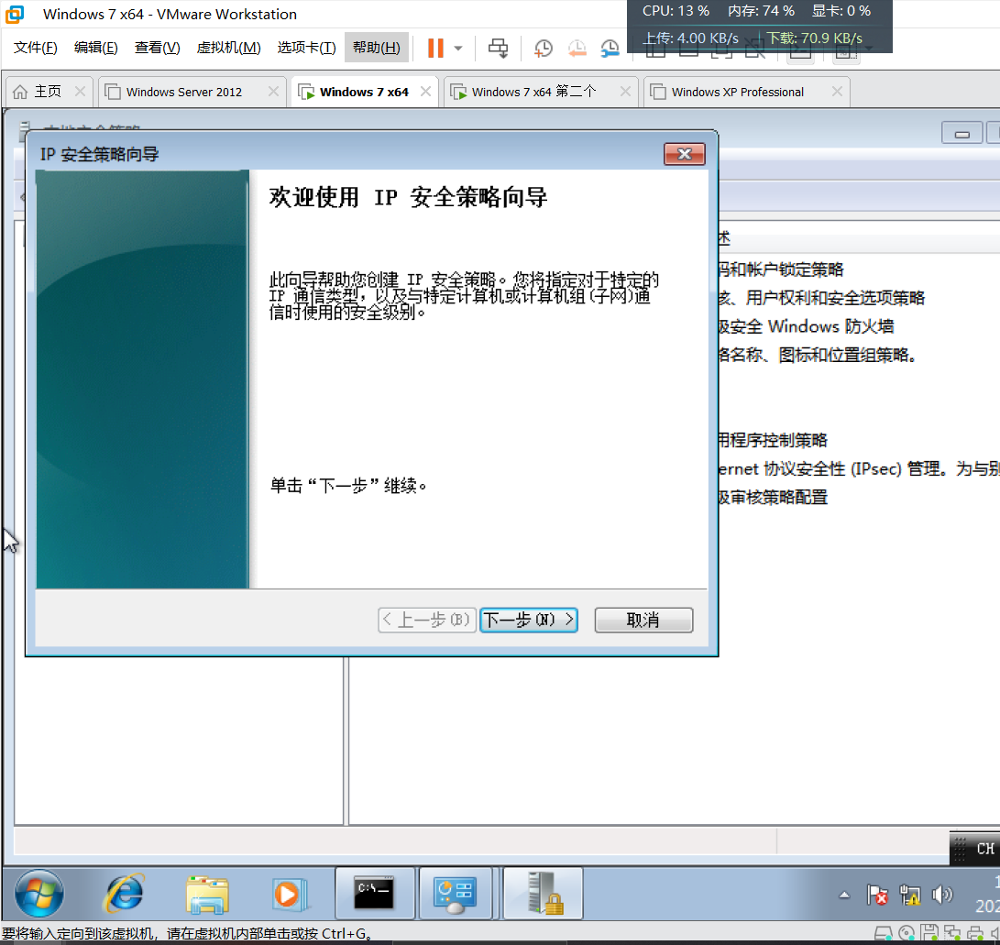 Windows 7 x64 - VMware Workstation
CPU: 13 % 内存: 74 % 显卡: 0 %
上传: 4.00 KB/s 下载: 70.9 KB/s
文件(F) 编辑(E) 查看(V) 虚拟机(M) 选项卡(T) 帮助(H)
主页 Windows Server 2012 Windows 7 x64 Windows 7 x64 第二个 Windows XP Professional
IP 安全策略向导
欢迎使用 IP 安全策略向导
述
码和帐户锁定策略
此向导帮助您创建 IP 安全策略。您将指定对于特定的
IP 通信类型，以及与特定计算机或计算机组(子网)通
信时使用的安全级别。
、用户权利和安全选项策略
级安全 Windows 防火墙
络名称、图标和位置组策略。
用程序控制策略
ernet 协议安全性 (IPsec) 管理。为与别
级审核策略配置
单击“下一步”继续。
< 上一步(B) 下一步(N) > 取消
CH
C:\
202
要将输入定向到该虚拟机，请在虚拟机内部单击或按 Ctrl+G。